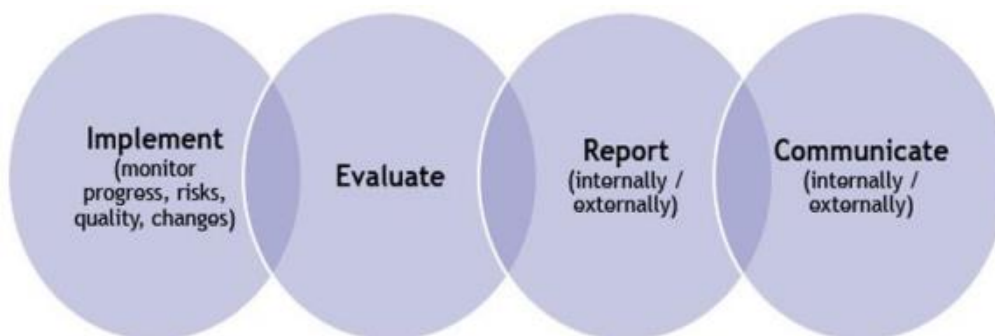 Implement
(monitor
progress, risks,
quality, changes)
Evaluate
Report
(internally /
externally)
Communicate
(internally /
externally)